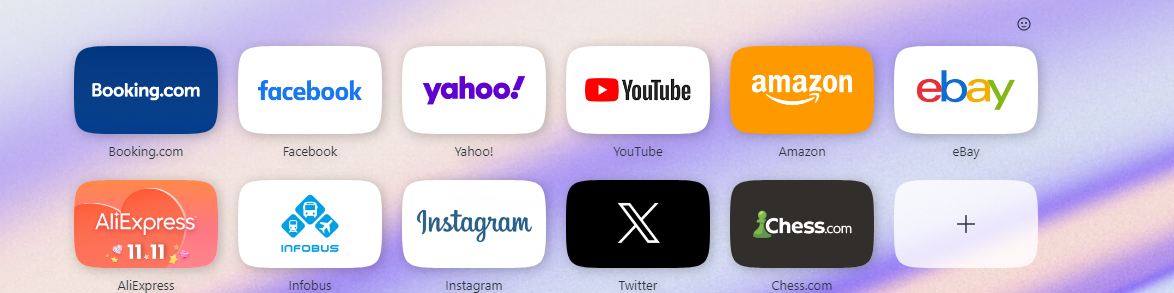 Booking.com
facebook
yahoo!
YouTube
amazon
ebay
Booking.com
Facebook
Yahoo!
YouTube
Amazon
eBay
AliExpress
11.11
INFOBUS
Instagram
X
Chess.com
AliExpress
Infobus
Instagram
Twitter
Chess.com